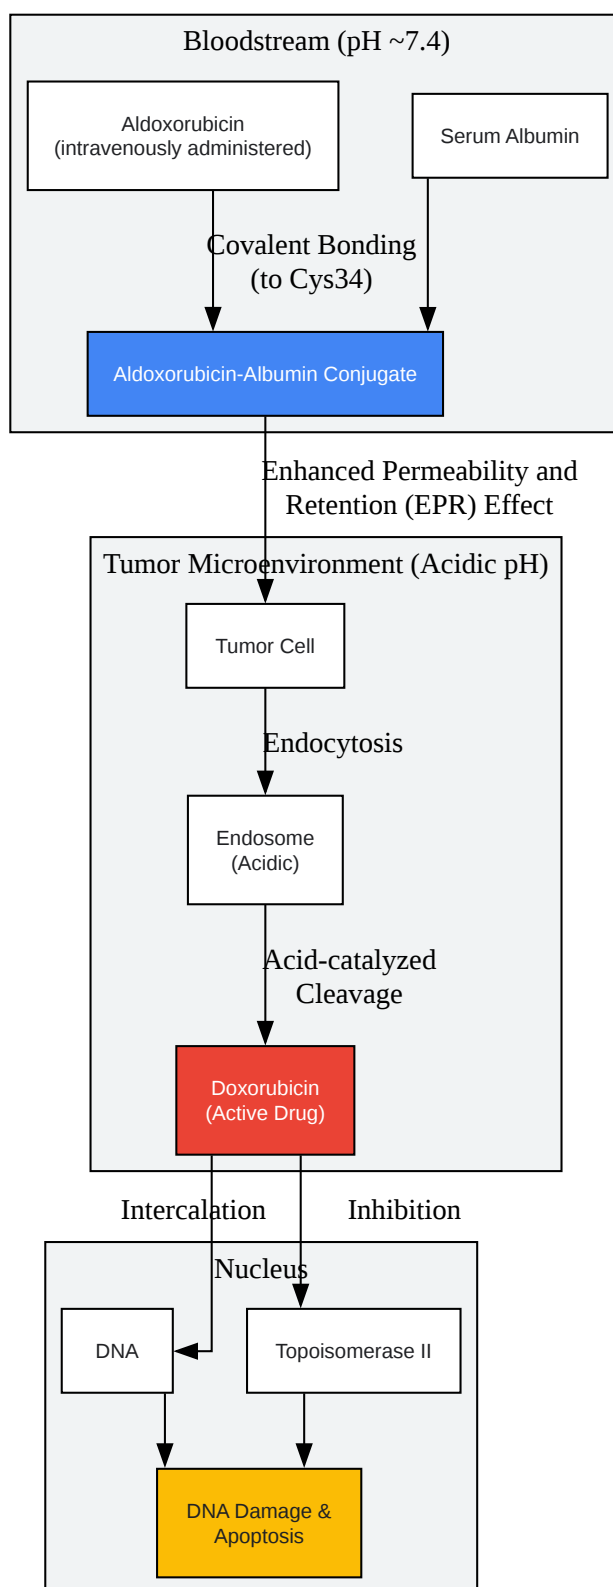 Bloodstream (pH ~7.4)
Aldoxorubicin
(intravenously administered)
Serum Albumin
Covalent Bonding
(to Cys34)
Aldoxorubicin-Albumin Conjugate
Enhanced Permeability and
Retention (EPR) Effect
Tumor Microenvironment (Acidic pH)
Tumor Cell
Endocytosis
Endosome
(Acidic)
Acid-catalyzed
Cleavage
Doxorubicin
(Active Drug)
Intercalation
Inhibition
Nucleus
DNA
Topoisomerase II
DNA Damage &
Apoptosis